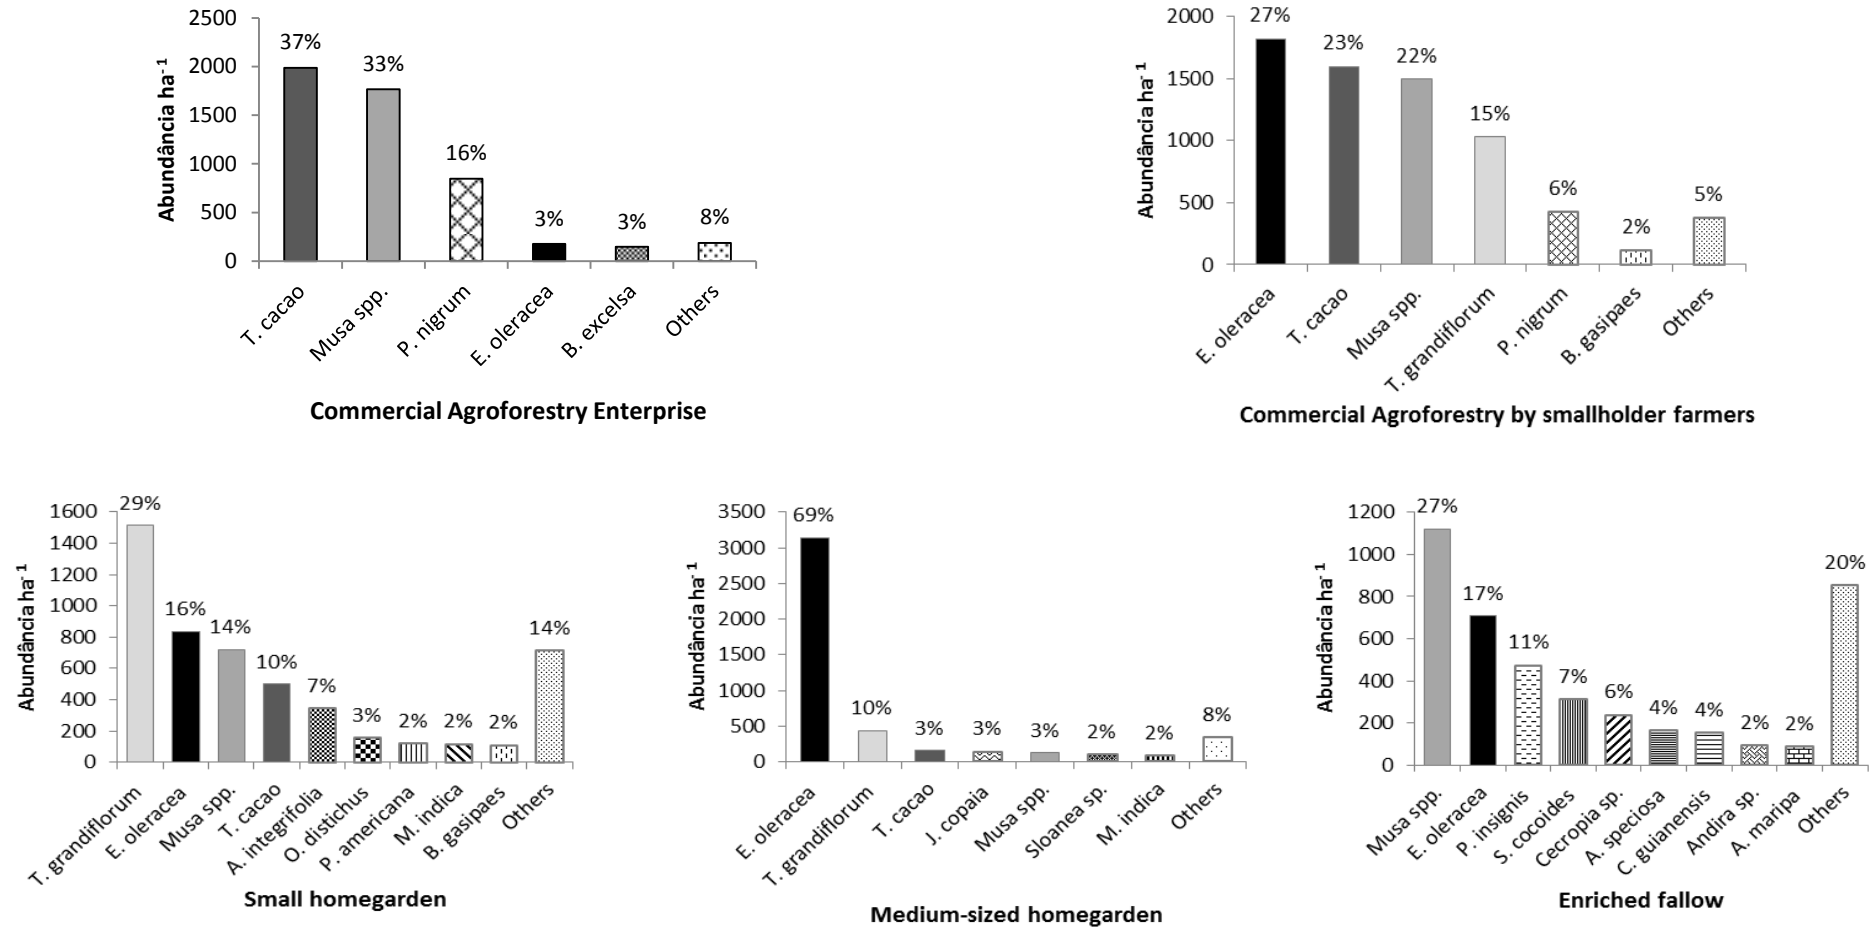 2500
2000
1500
1000
500
0
Abundância ha-1
37%
33%
16%
3%
3%
8%
T. cacao
Musa spp.
P. nigrum
E. oleracea
B. excelsa
Others
Commercial Agroforestry Enterprise
2000
1500
1000
500
0
Abundância ha-1
27%
23%
22%
15%
6%
2%
5%
E. oleracea
T. cacao
Musa spp.
T. grandiflorum
P. nigrum
B. gasipaes
Others
Commercial Agroforestry by smallholder farmers
1600
1400
1200
1000
800
600
400
200
0
Abundância ha-1
29%
16%
14%
10%
7%
3%
2%
2%
2%
14%
T. grandiflorum
E. oleracea
Musa spp.
T. cacao
A. integrifolia
O. distichus
P. americana
M. indica
B. gasipaes
Others
Small homegarden
3500
3000
2500
2000
1500
1000
500
0
Abundância ha-1
69%
10%
3%
3%
3%
2%
2%
8%
E. oleracea
T. grandiflorum
T. cacao
J. copaia
Musa spp.
Sloanea sp.
M. indica
Others
Medium-sized homegarden
1200
1000
800
600
400
200
0
Abundância ha-1
27%
17%
11%
7%
6%
4%
4%
2%
2%
20%
Musa spp.
E. oleracea
P. insignis
S. cocoides
Cecropia sp.
A. speciosa
C. guianensis
Andira sp.
A. maripa
Others
Enriched fallow